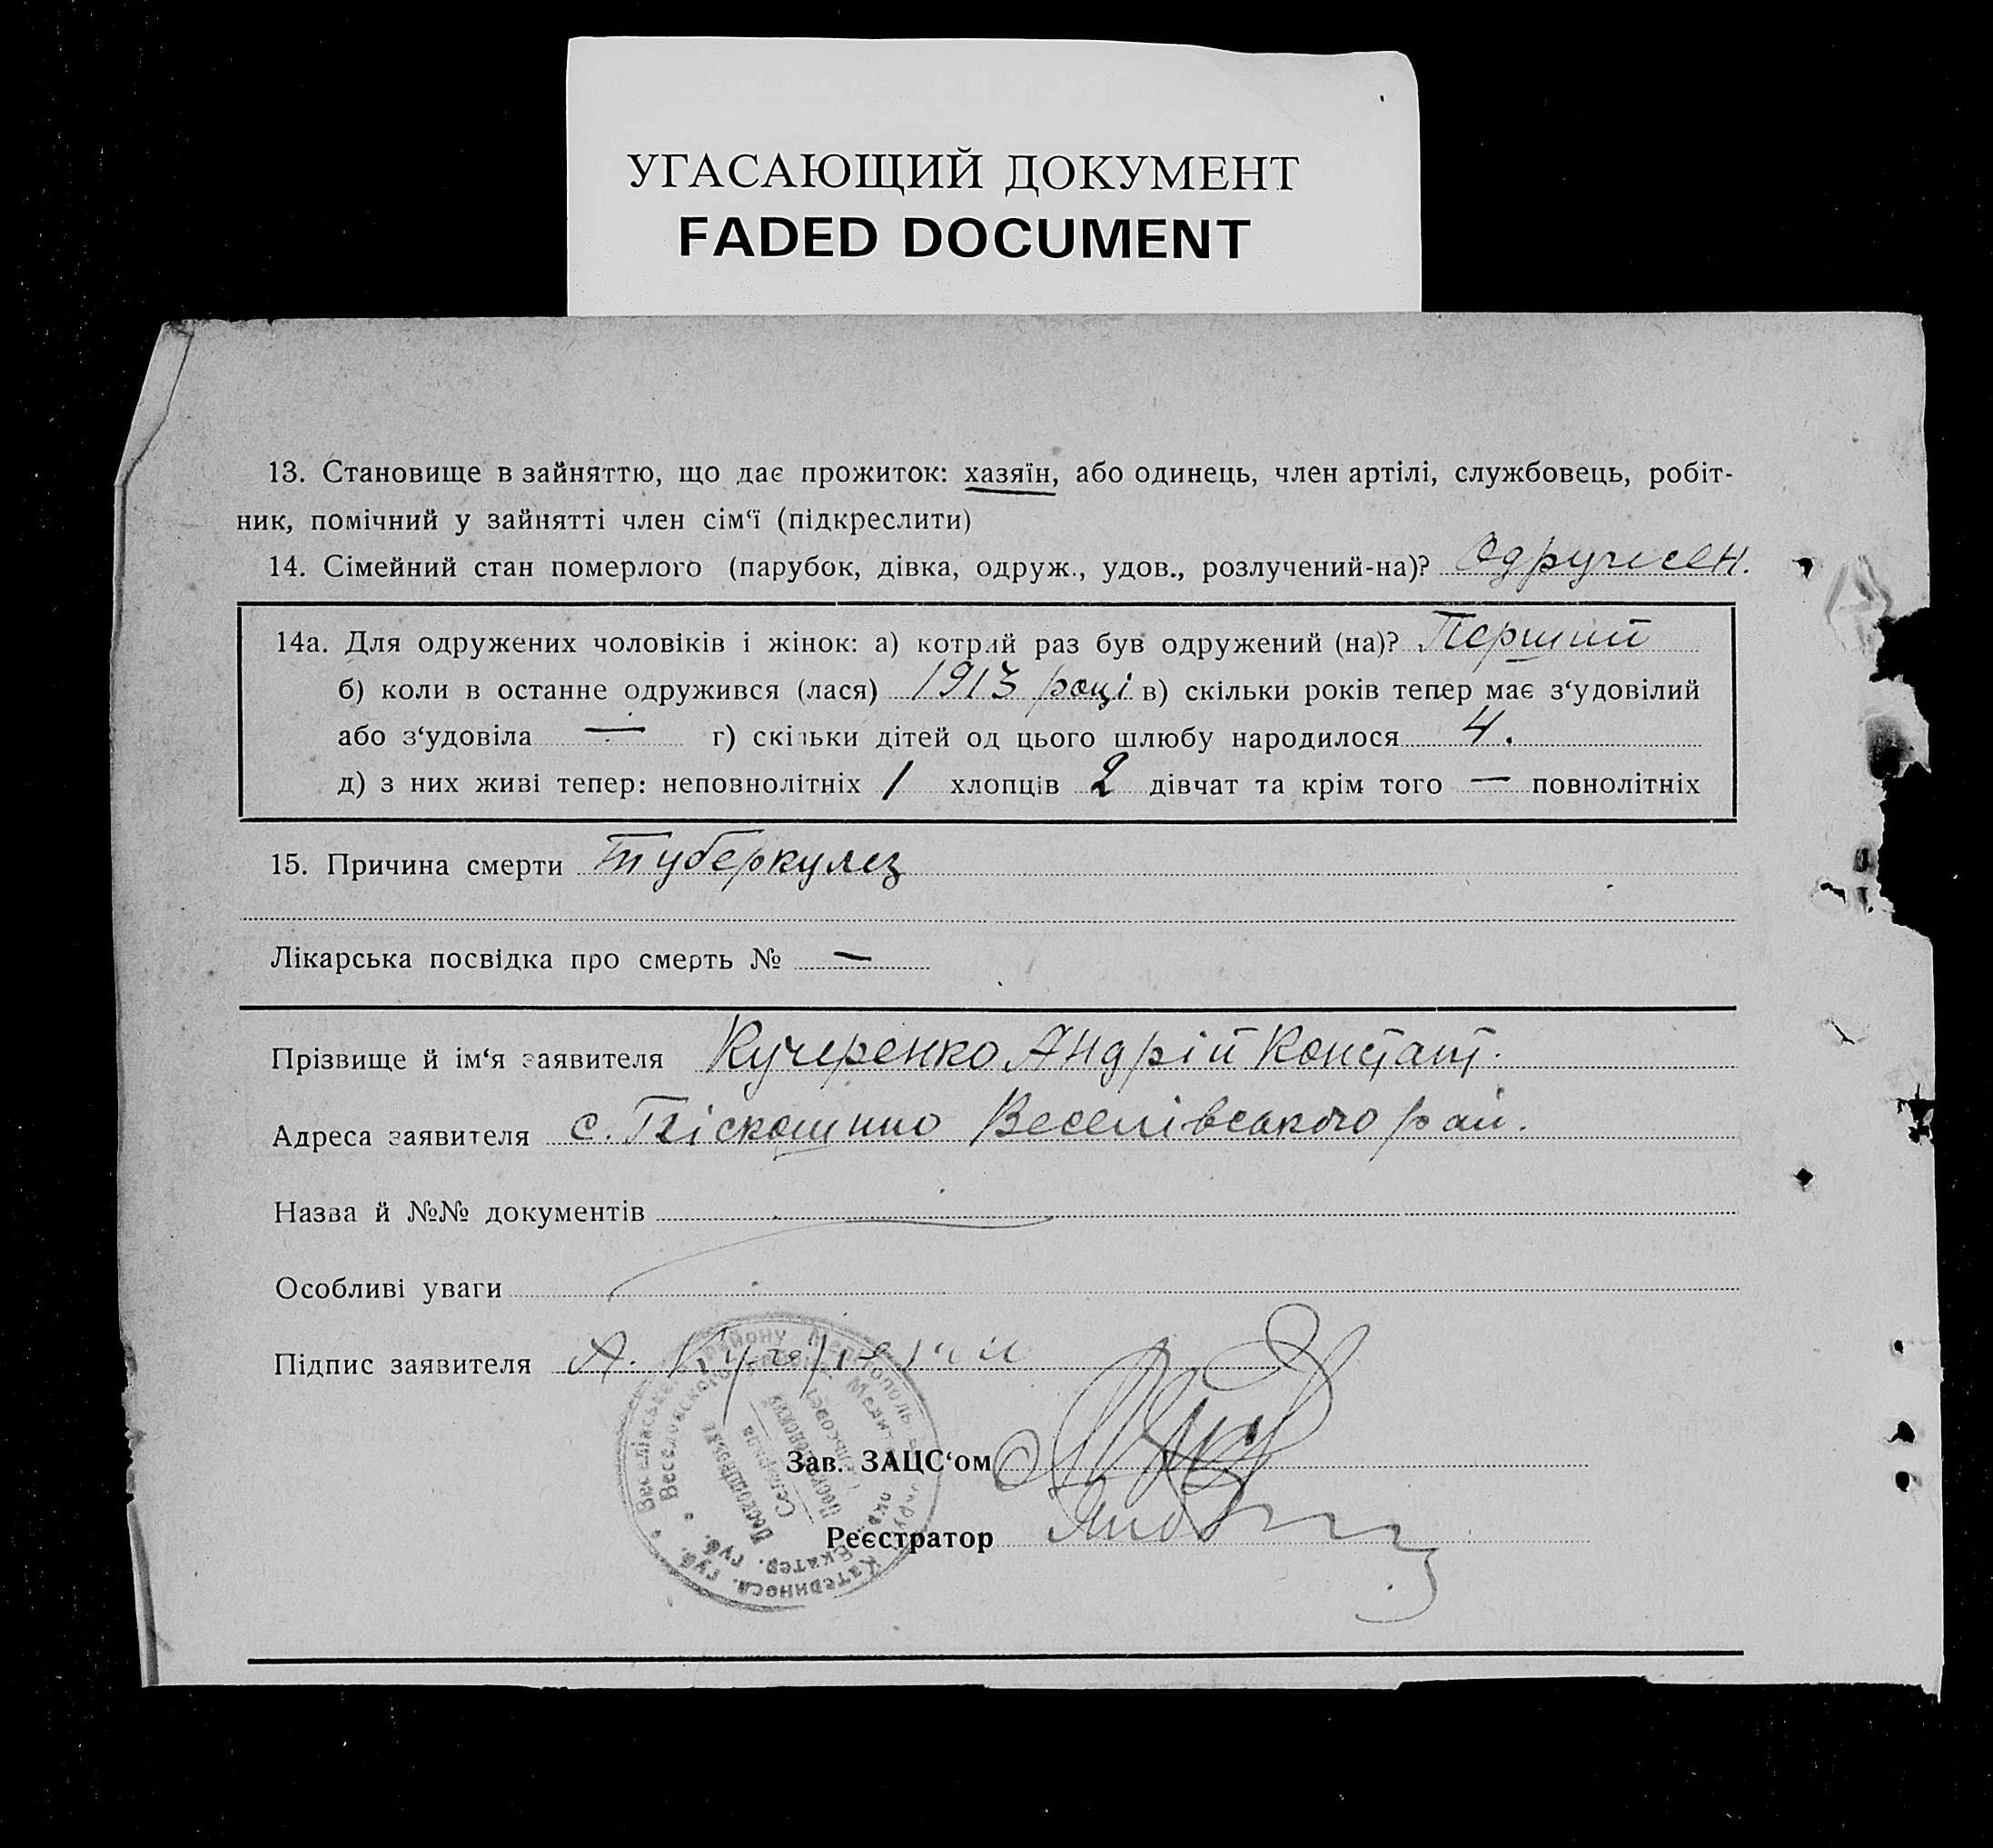 УГАСАЮЩИЙ ДОКУМЕНТ
FADED DOCUMENT
13. Становище в зайняттю, що дає прожиток: хазяїн, або одинець, член артілі, службовець, робіт-
ник, помічний у зайнятті член сім‘ї (підкреслити)
14. Сімейний стан померлого (парубок, дівка, одруж., удов., розлучений-на)? Одружен.
14а. Для одружених чоловіків і жінок: а) котрий раз був одружений (на)? Перший
б) коли в останне одружився (лася) 1913 році в) скільки років тепер має з‘удовілий
або з‘удовіла — г) скільки дітей од цього шлюбу народилося 4.
д) з них живі тепер: неповнолітніх 1 хлопців 2 дівчат та крім того — повнолітніх
15. Причина смерти туберкулез
Лікарська посвідка про смерть № —
Прізвище й ім‘я заявителя Кучеренко Андрій Констант.
Адреса заявителя с. Піскошино Веселівського рай.
Назва й №№ документів
Особливі уваги
Підпис заявителя А. Кучеренко
Зав. ЗАЦС‘ом
Реєстратор